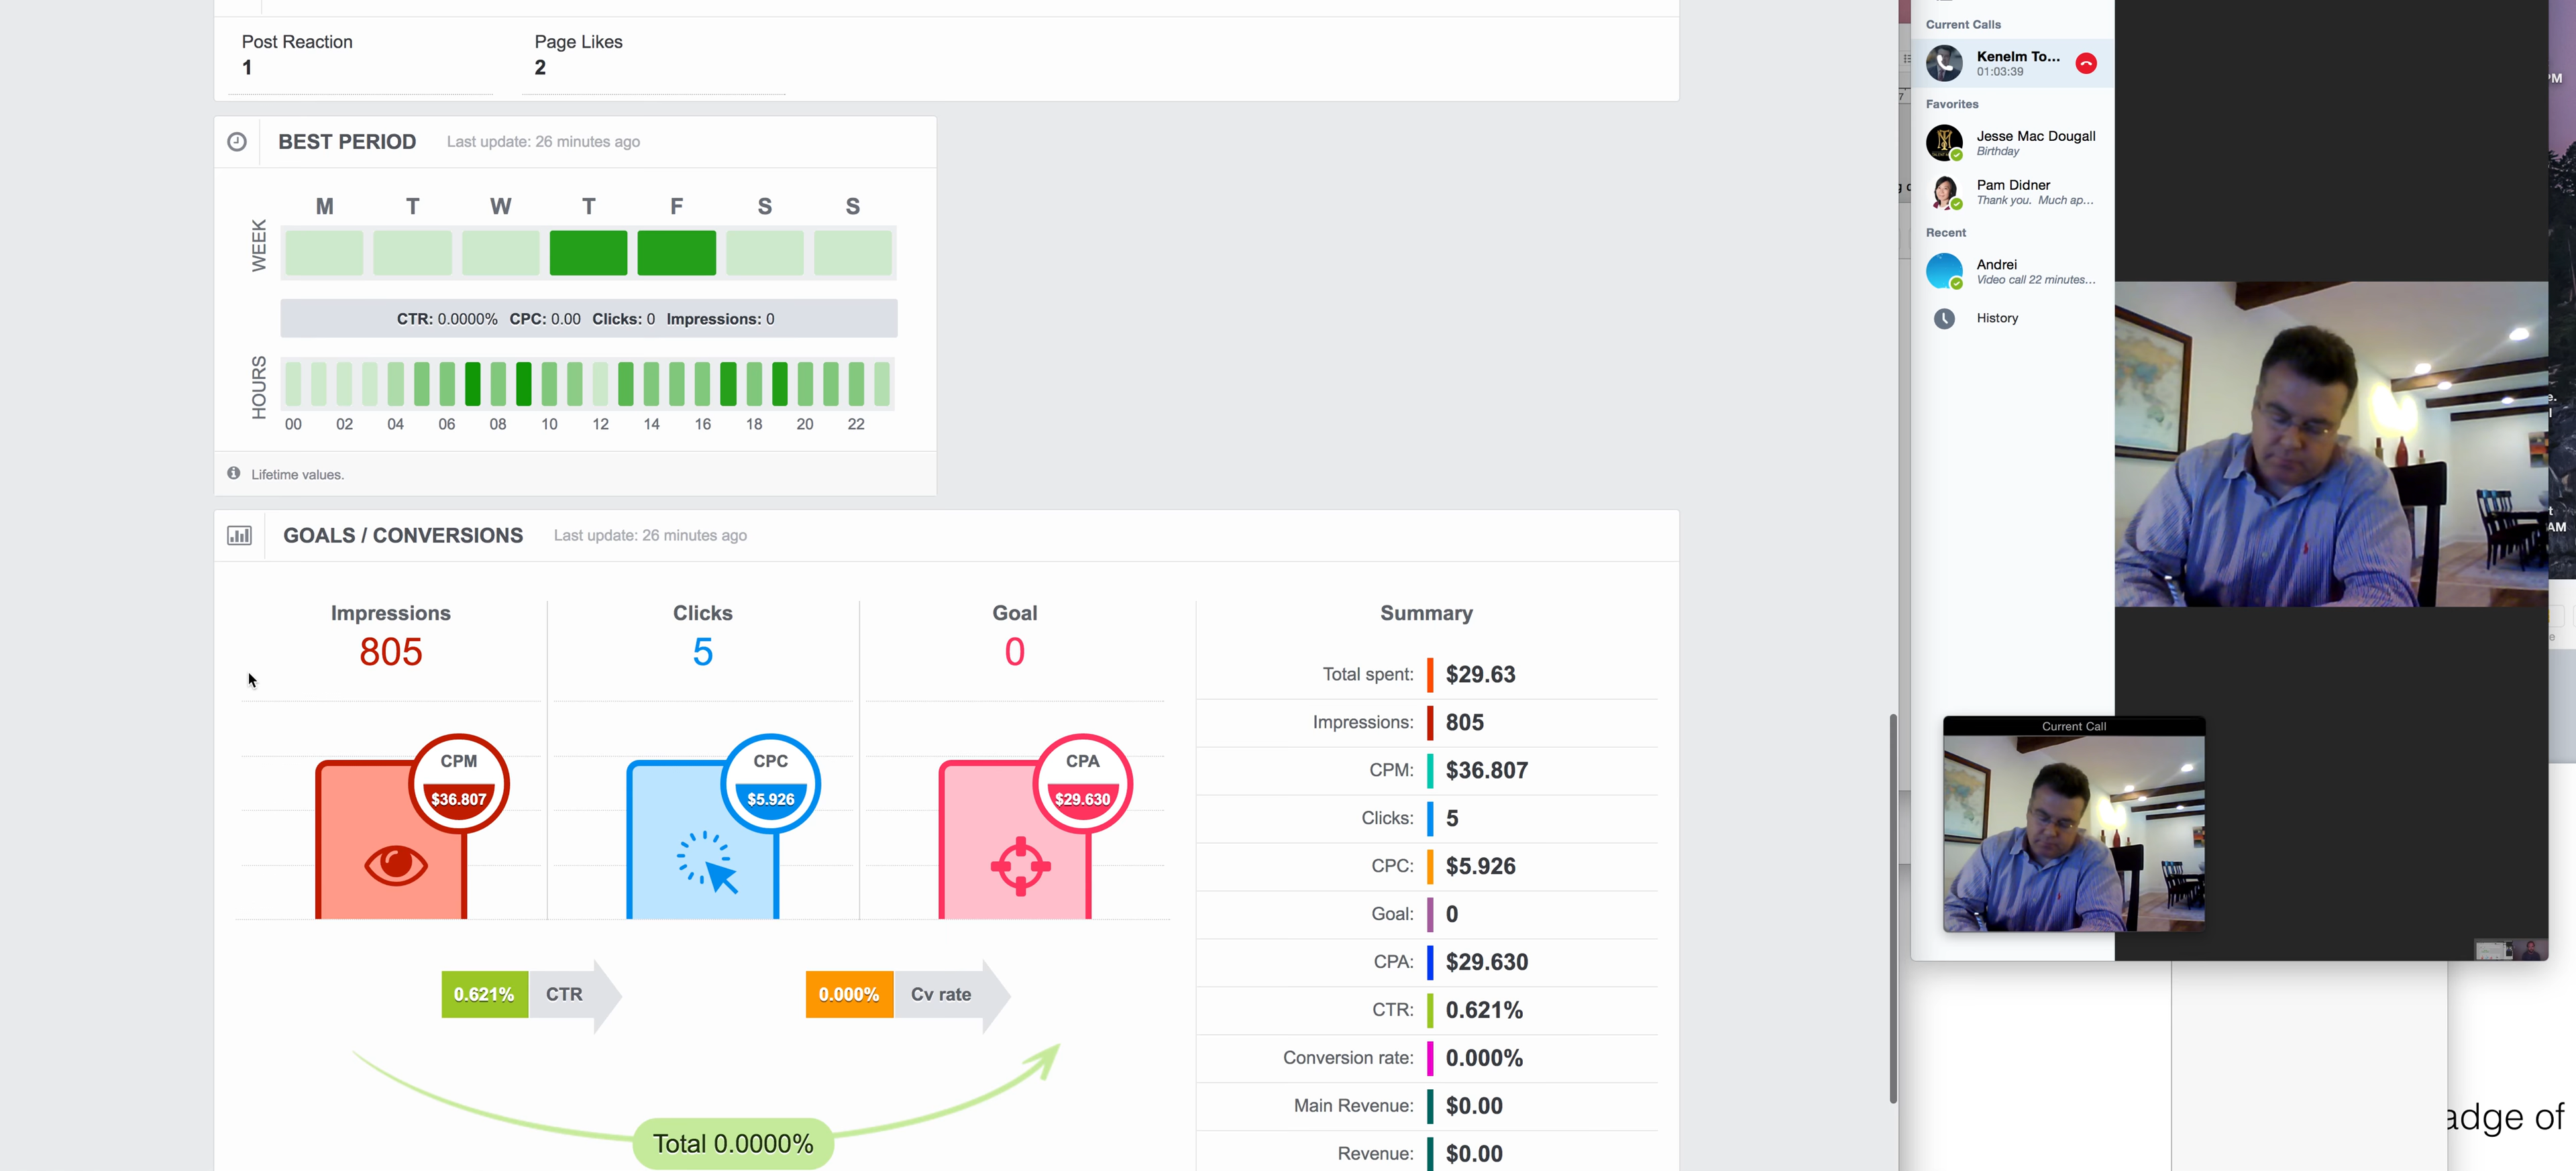 Post Reaction
1
Page Likes
2
BEST PERIOD
Last update: 26 minutes ago
M T W T F S S
WEEK
CTR: 0.0000% CPC: 0.00 Clicks: 0 Impressions: 0
HOURS
00 02 04 06 08 10 12 14 16 18 20 22
Lifetime values.
GOALS / CONVERSIONS
Last update: 26 minutes ago
Impressions
805
Clicks
5
Goal
0
CPM
$36.807
CPC
$5.926
CPA
$29.630
0.621% CTR
0.000% Cv rate
Total 0.0000%
Summary
Total spent: $29.63
Impressions: 805
CPM: $36.807
Clicks: 5
CPC: $5.926
Goal: 0
CPA: $29.630
CTR: 0.621%
Conversion rate: 0.000%
Main Revenue: $0.00
Revenue: $0.00
Current Calls
Kenelm To...
01:03:39
Favorites
Jesse Mac Dougall
Birthday
Pam Didner
Thank you. Much ap...
Recent
Andrei
Video call 22 minutes...
History
Current Call
PM
AM
adge of